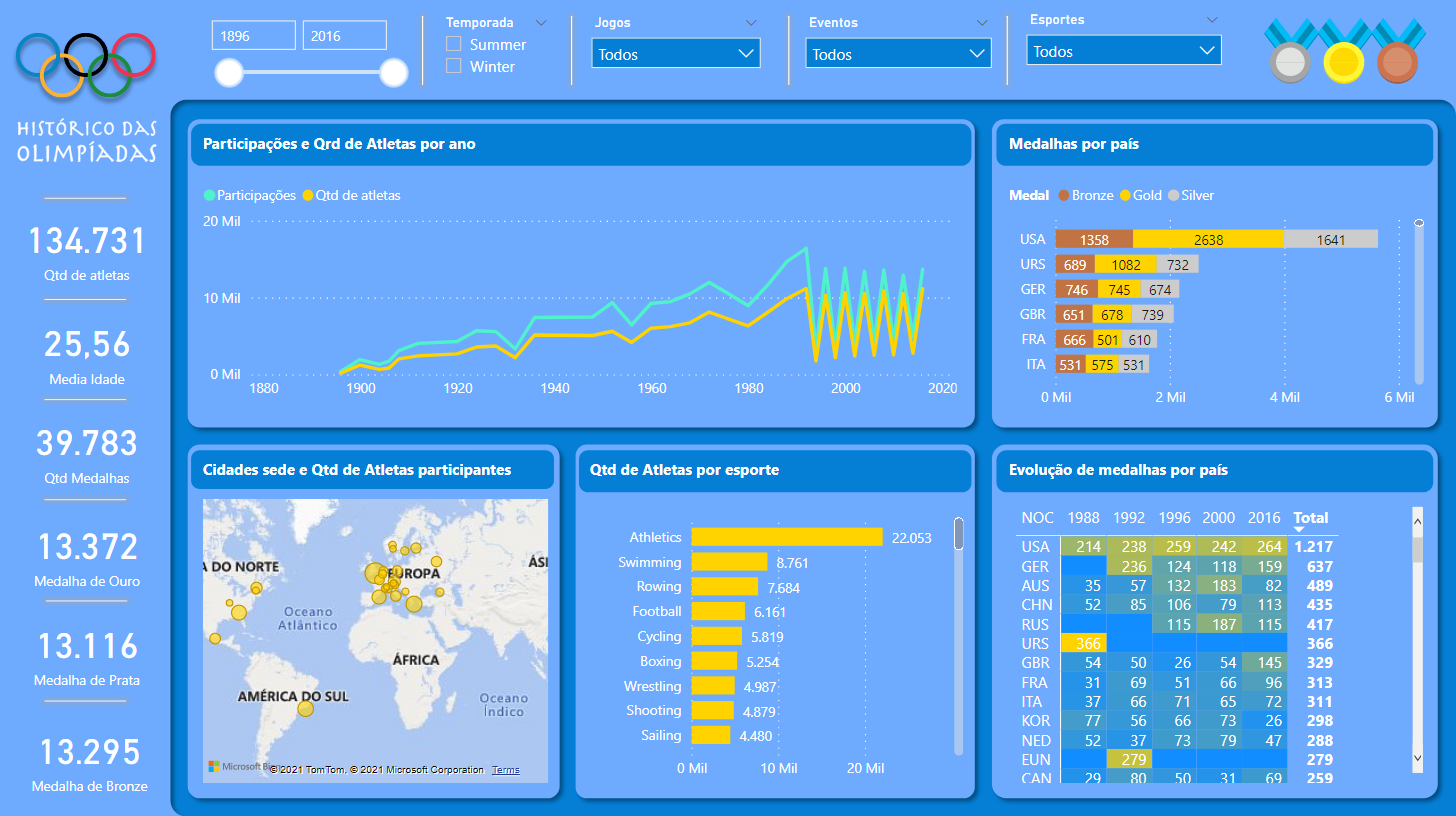 1896
2016
Temporada
Summer
Winter
Jogos
Todos
Eventos
Todos
Esportes
Todos
HISTÓRICO DAS
OLIMPÍADAS
134.731
Qtd de atletas
25,56
Media Idade
39.783
Qtd Medalhas
13.372
Medalha de Ouro
13.116
Medalha de Prata
13.295
Medalha de Bronze
Participações e Qrd de Atletas por ano
Participações Qtd de atletas
20 Mil
10 Mil
0 Mil
1880 1900 1920 1940 1960 1980 2000 2020
Medalhas por país
Medal Bronze Gold Silver
USA 1358 2638 1641
URS 689 1082 732
GER 746 745 674
GBR 651 678 739
FRA 666 501 610
ITA 531 575 531
0 Mil 2 Mil 4 Mil 6 Mil
Cidades sede e Qtd de Atletas participantes
A DO NORTE
EUROPA
ÁSI
Oceano
Atlântico
ÁFRICA
AMÉRICA DO SUL
Oceano
Índico
Microsoft Bi
© 2021 TomTom, © 2021 Microsoft Corporation Terms
Qtd de Atletas por esporte
Athletics 22.053
Swimming 8.761
Rowing 7.684
Football 6.161
Cycling 5.819
Boxing 5.254
Wrestling 4.987
Shooting 4.879
Sailing 4.480
0 Mil 10 Mil 20 Mil
Evolução de medalhas por país
NOC 1988 1992 1996 2000 2016 Total
USA 214 238 259 242 264 1.217
GER 236 124 118 159 637
AUS 35 57 132 183 82 489
CHN 52 85 106 79 113 435
RUS 115 187 115 417
URS 366 366
GBR 54 50 26 54 145 329
FRA 31 69 51 66 96 313
ITA 37 66 71 65 72 311
KOR 77 56 66 73 26 298
NED 52 37 73 79 47 288
EUN 279 279
CAN 29 80 50 31 69 259